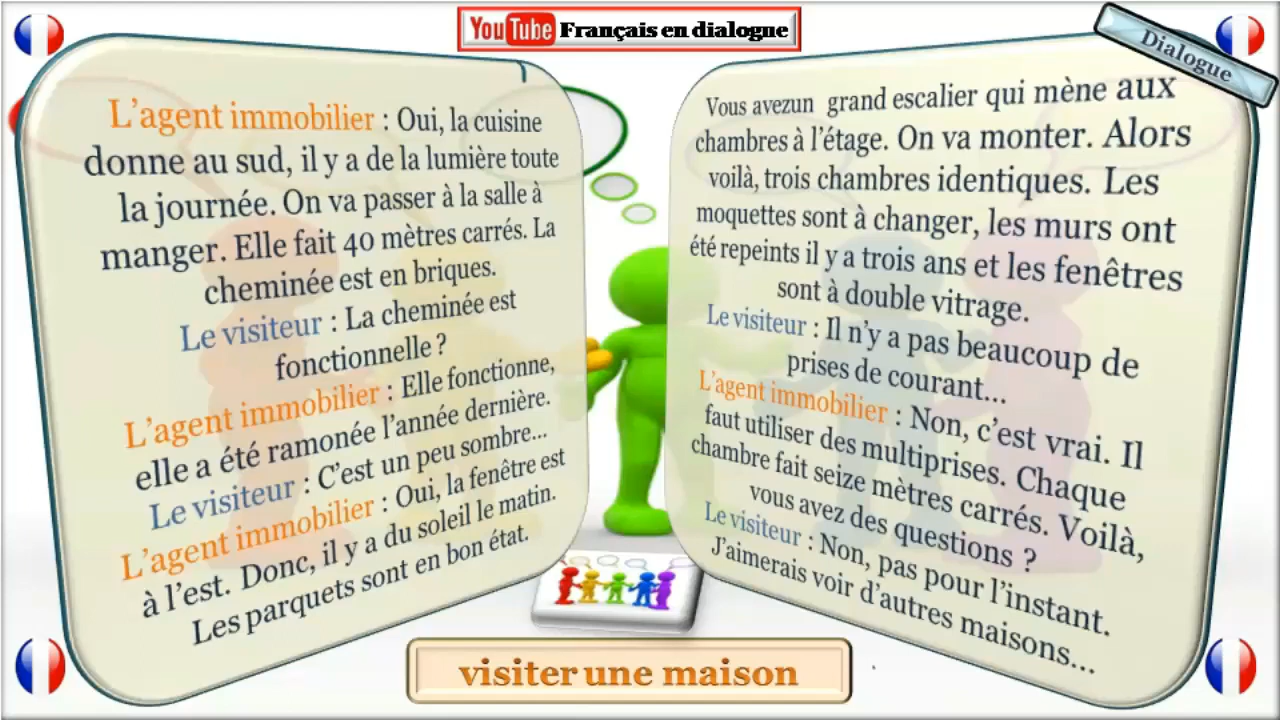 YouTube Français en dialogue
Dialogue
L'agent immobilier : Oui, la cuisine
donne au sud, il y a de la lumière toute
la journée. On va passer à la salle à
manger. Elle fait 40 mètres carrés. La
cheminée est en briques.
Le visiteur : La cheminée est
fonctionnelle ?
L'agent immobilier : Elle fonctionne,
elle a été ramonée l'année dernière.
Le visiteur : C'est un peu sombre...
L'agent immobilier : Oui, la fenêtre est
à l'est. Donc, il y a du soleil le matin.
Les parquets sont en bon état.
Vous avezun grand escalier qui mène aux
chambres à l'étage. On va monter. Alors
voilà, trois chambres identiques. Les
moquettes sont à changer, les murs ont
été repeints il y a trois ans et les fenêtres
sont à double vitrage.
Le visiteur : Il n'y a pas beaucoup de
prises de courant...
L'agent immobilier : Non, c'est vrai. Il
faut utiliser des multiprises. Chaque
chambre fait seize mètres carrés. Voilà,
vous avez des questions ?
Le visiteur : Non, pas pour l'instant.
J'aimerais voir d'autres maisons...
visiter une maison